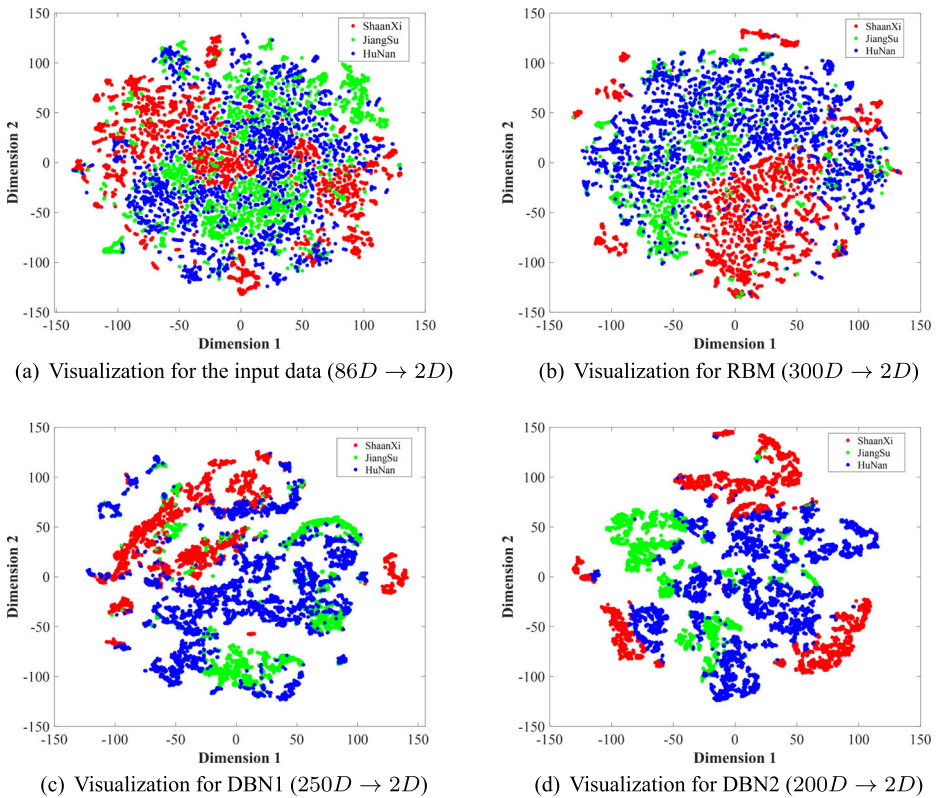 150
100
50
0
-50
-100
-150
-150
-100
-50
0
50
100
150
Dimension 2
Dimension 1
ShaanXi
JiangSu
HuNan
(a) Visualization for the input data (86D → 2D)
150
100
50
0
-50
-100
-150
-150
-100
-50
0
50
100
150
Dimension 2
Dimension 1
ShaanXi
JiangSu
HuNan
(b) Visualization for RBM (300D → 2D)
150
100
50
0
-50
-100
-150
-150
-100
-50
0
50
100
150
Dimension 2
Dimension 1
ShaanXi
JiangSu
HuNan
(c) Visualization for DBN1 (250D → 2D)
150
100
50
0
-50
-100
-150
-150
-100
-50
0
50
100
150
Dimension 2
Dimension 1
ShaanXi
JiangSu
HuNan
(d) Visualization for DBN2 (200D → 2D)